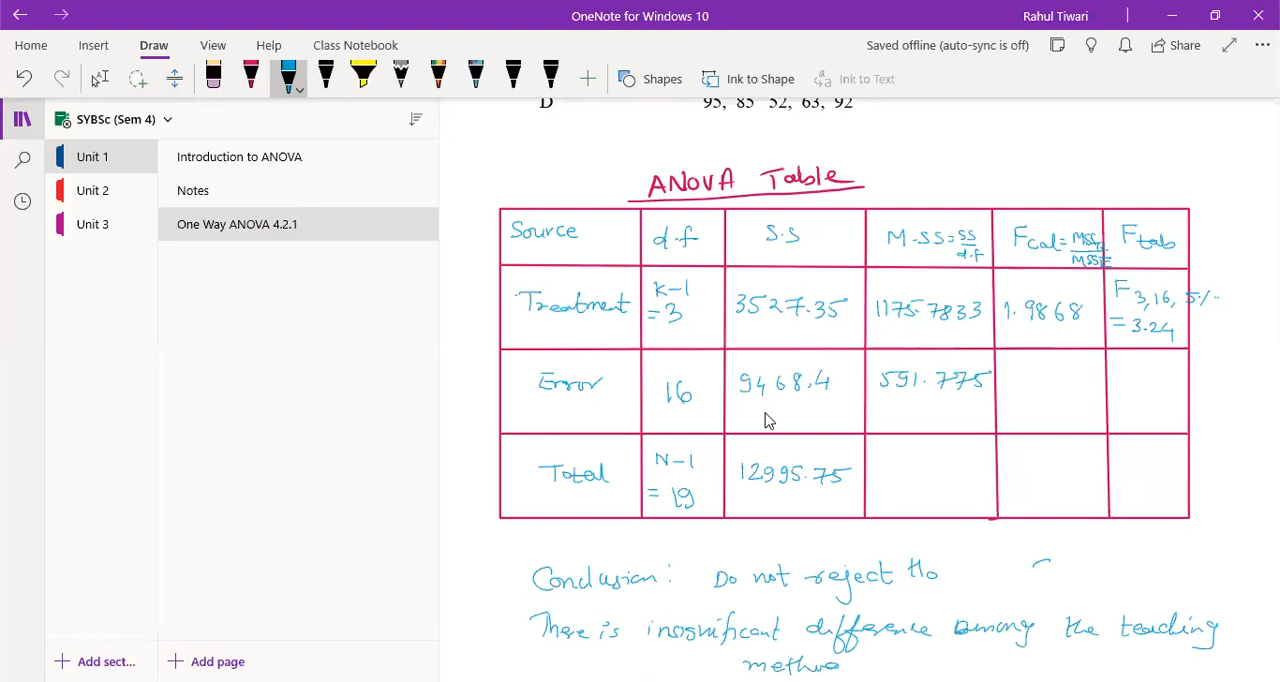 OneNote for Windows 10
Rahul Tiwari
Home Insert Draw View Help Class Notebook
Saved offline (auto-sync is off)
Share
Shapes
Ink to Shape
Ink to Text
SYBSc (Sem 4)
Unit 1
Unit 2
Unit 3
Introduction to ANOVA
Notes
One Way ANOVA 4.2.1
Add sect...
Add page
D 95, 85 52, 63, 92
ANOVA Table
Source d.f S.S M.SS=SS/d.f Fcal=MSST/MSSE Ftab
Treatment K-1 =3 3527.35 1175.7833 1.9868 F3,16, 5% =3.24
Error 16 9468.4 591.775
Total N-1 =19 12995.75
Conclusion: Do not reject H0
There is insignificant difference among the teaching
metho